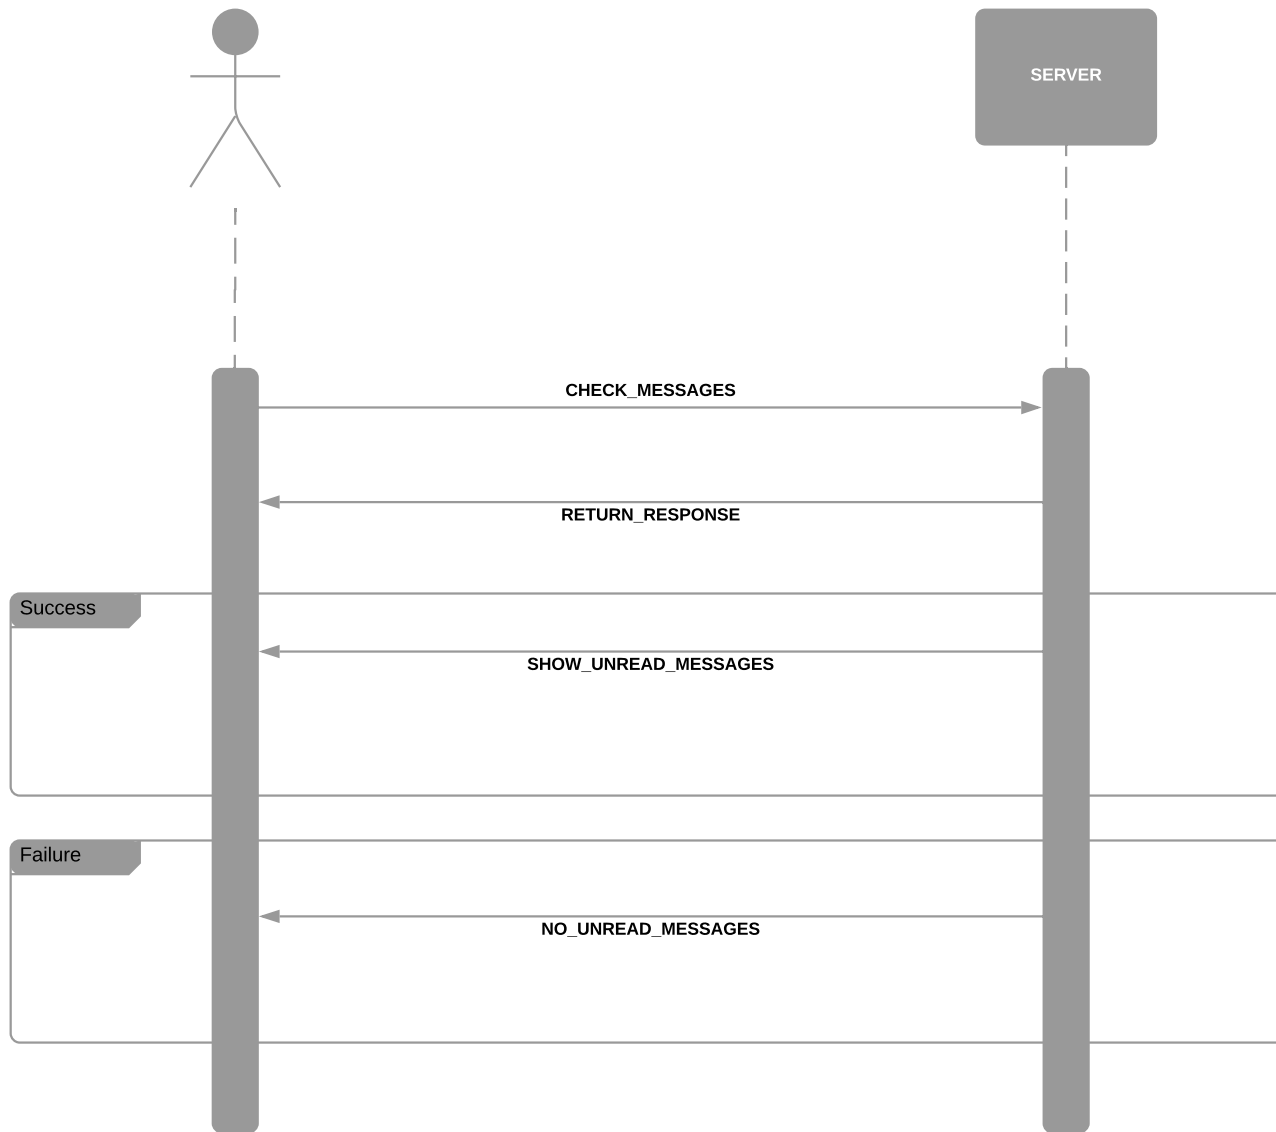 SERVER
CHECK_MESSAGES
RETURN_RESPONSE
Success
SHOW_UNREAD_MESSAGES
Failure
NO_UNREAD_MESSAGES